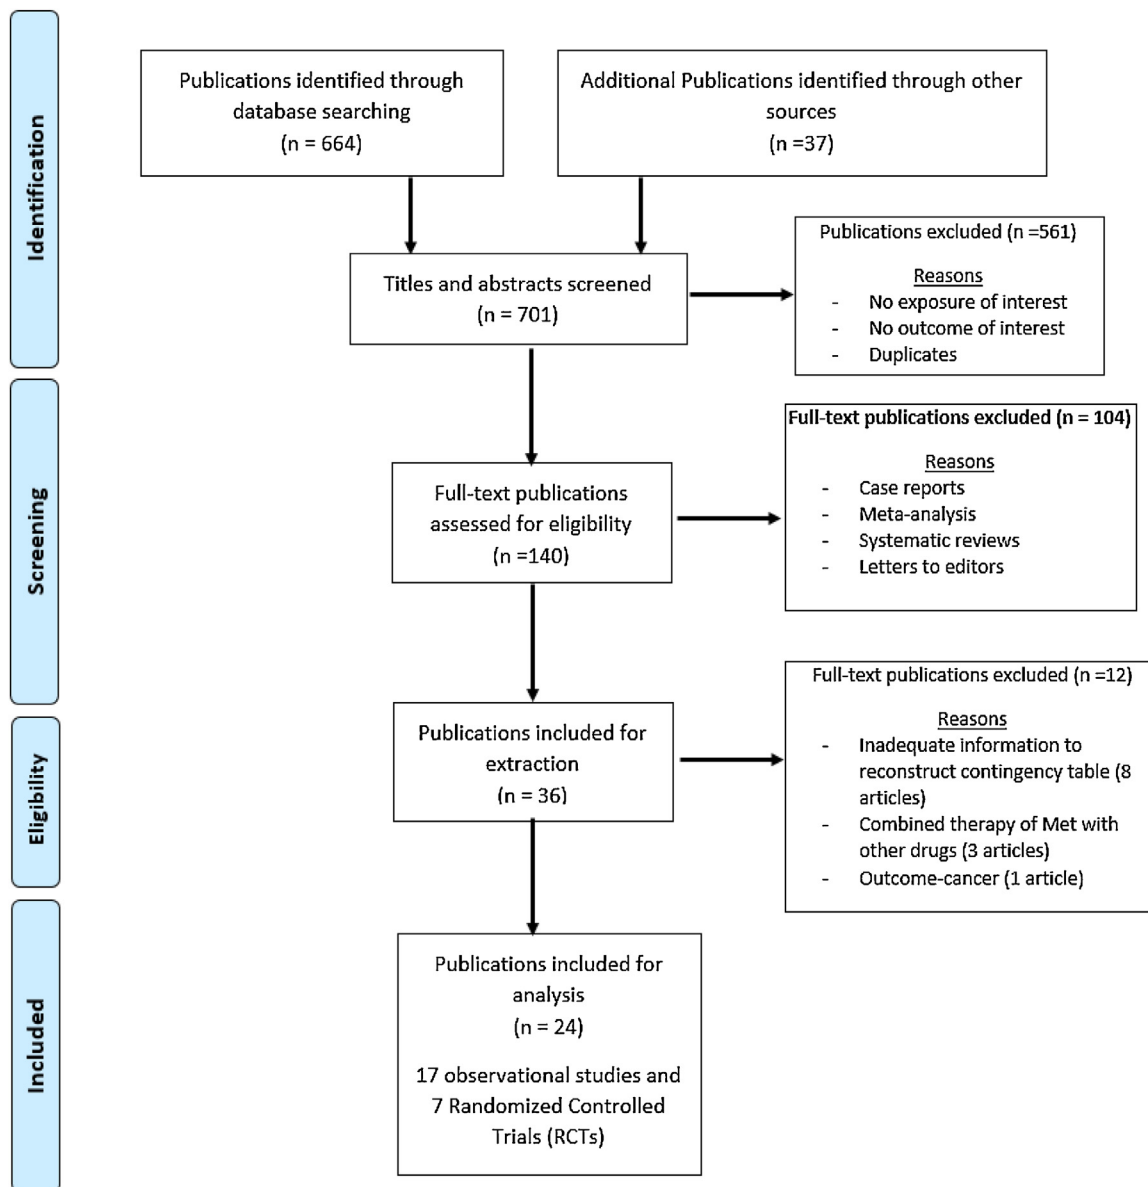 Identification
Publications identified through
database searching
(n = 664)
Additional Publications identified through other
sources
(n =37)
Titles and abstracts screened
(n = 701)
Publications excluded (n =561)
Reasons
- No exposure of interest
- No outcome of interest
- Duplicates
Screening
Full-text publications
assessed for eligibility
(n =140)
Full-text publications excluded (n = 104)
Reasons
- Case reports
- Meta-analysis
- Systematic reviews
- Letters to editors
Eligibility
Publications included for
extraction
(n = 36)
Full-text publications excluded (n =12)
Reasons
- Inadequate information to
reconstruct contingency table (8
articles)
- Combined therapy of Met with
other drugs (3 articles)
- Outcome-cancer (1 article)
Included
Publications included for
analysis
(n = 24)
17 observational studies and
7 Randomized Controlled
Trials (RCTs)